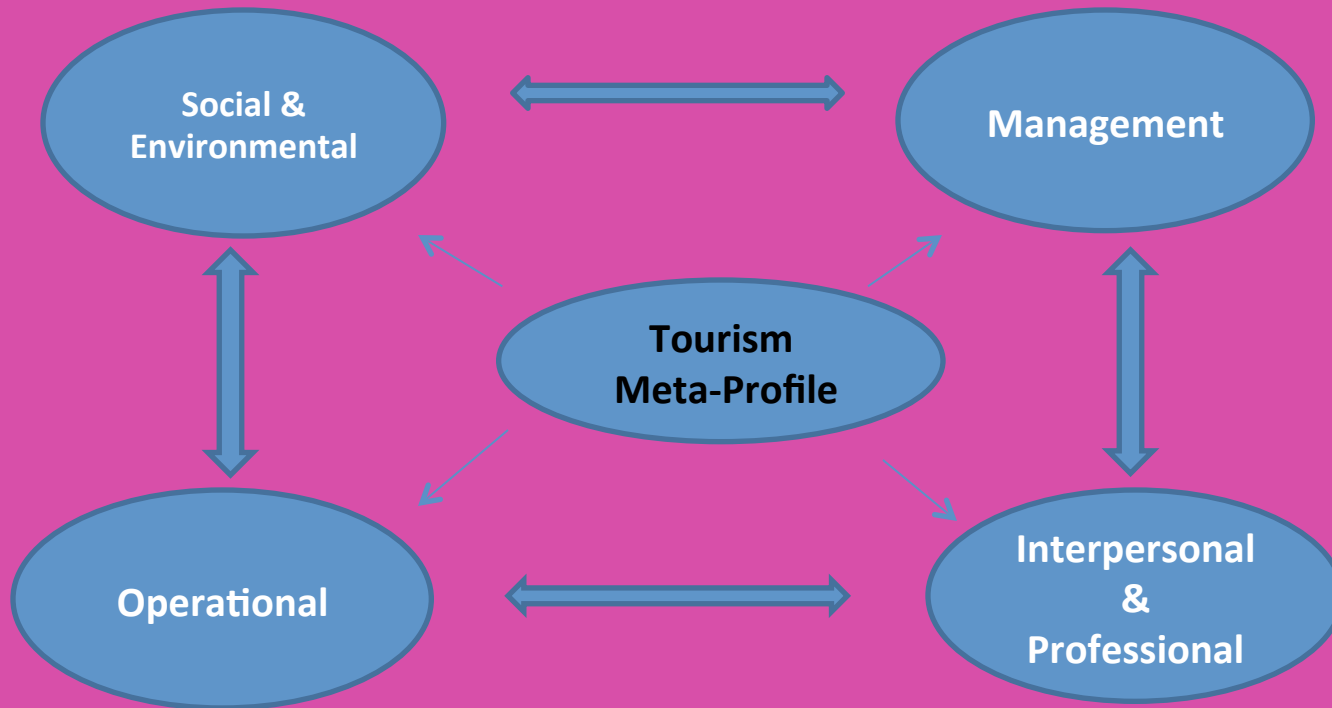 Social &
Environmental
Management
Tourism
Meta-Profile
Operational
Interpersonal
&
Professional